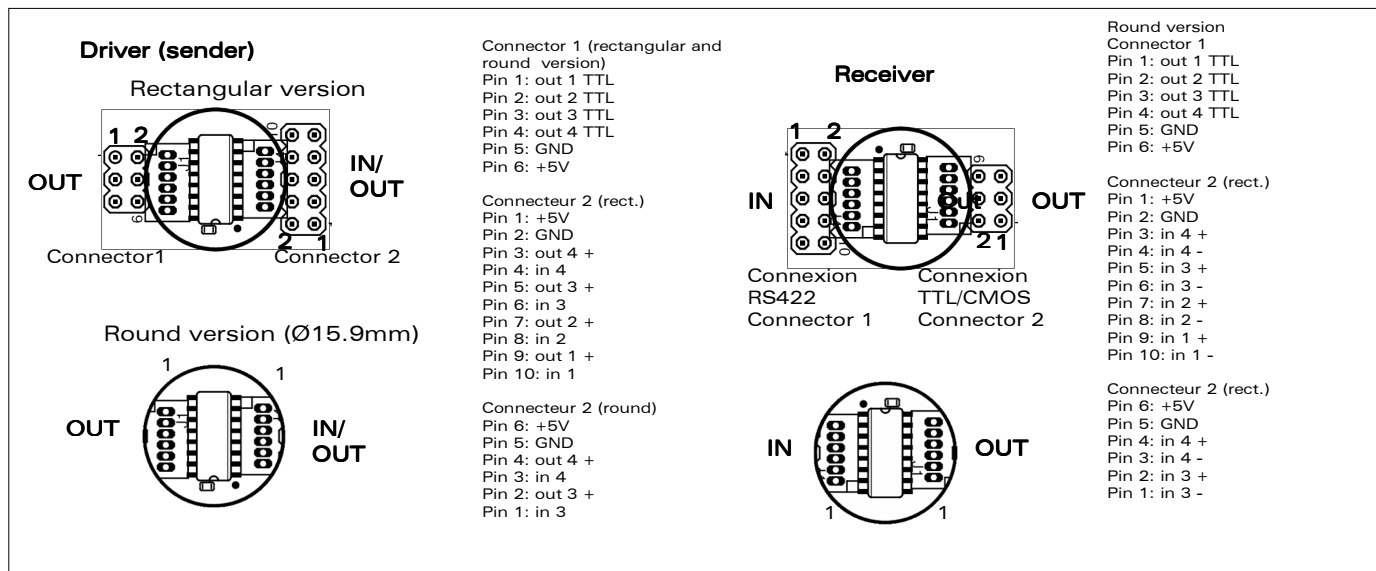 Driver (sender)
Rectangular version
1 2
OUT
IN/
OUT
6
10
J1
2 1
Connector1
Connector 2
Round version (Ø15.9mm)
1
1
OUT
J1
IN/
OUT
Connector 1 (rectangular and
round version)
Pin 1: out 1 TTL
Pin 2: out 2 TTL
Pin 3: out 3 TTL
Pin 4: out 4 TTL
Pin 5: GND
Pin 6: +5V
Connecteur 2 (rect.)
Pin 1: +5V
Pin 2: GND
Pin 3: out 4 +
Pin 4: in 4
Pin 5: out 3 +
Pin 6: in 3
Pin 7: out 2 +
Pin 8: in 2
Pin 9: out 1 +
Pin 10: in 1
Connecteur 2 (round)
Pin 6: +5V
Pin 5: GND
Pin 4: out 4 +
Pin 3: in 4
Pin 2: out 3 +
Pin 1: in 3
Receiver
1 2
IN
Out
OUT
6
10
J1
2 1
Connexion
RS422
Connector 1
Connexion
TTL/CMOS
Connector 2
IN
OUT
J1
1
1
Round version
Connector 1
Pin 1: out 1 TTL
Pin 2: out 2 TTL
Pin 3: out 3 TTL
Pin 4: out 4 TTL
Pin 5: GND
Pin 6: +5V
Connecteur 2 (rect.)
Pin 1: +5V
Pin 2: GND
Pin 3: in 4 +
Pin 4: in 4 -
Pin 5: in 3 +
Pin 6: in 3 -
Pin 7: in 2 +
Pin 8: in 2 -
Pin 9: in 1 +
Pin 10: in 1 -
Connecteur 2 (rect.)
Pin 6: +5V
Pin 5: GND
Pin 4: in 4 +
Pin 3: in 4 -
Pin 2: in 3 +
Pin 1: in 3 -